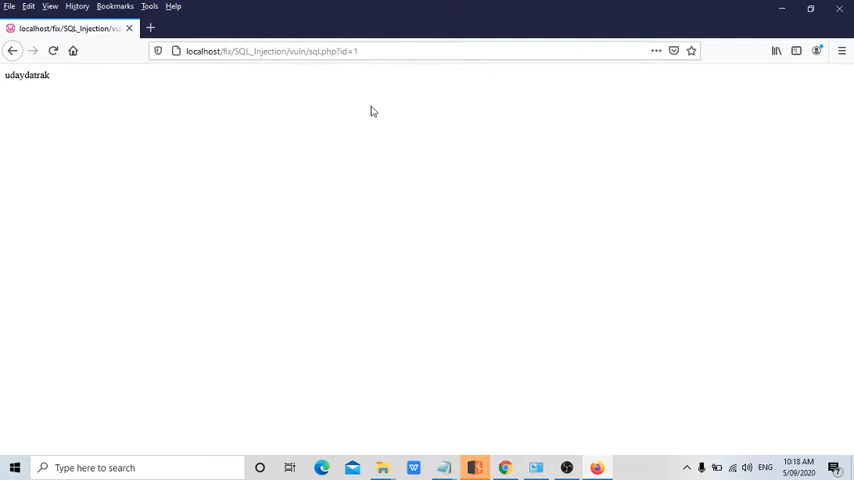 File Edit View History Bookmarks Tools Help
localhost/fix/SQL_Injection/vul
localhost/fix/SQL_Injection/vuln/sql.php?id=1
udaydatrak
Type here to search
ENG
10:18 AM
5/09/2020